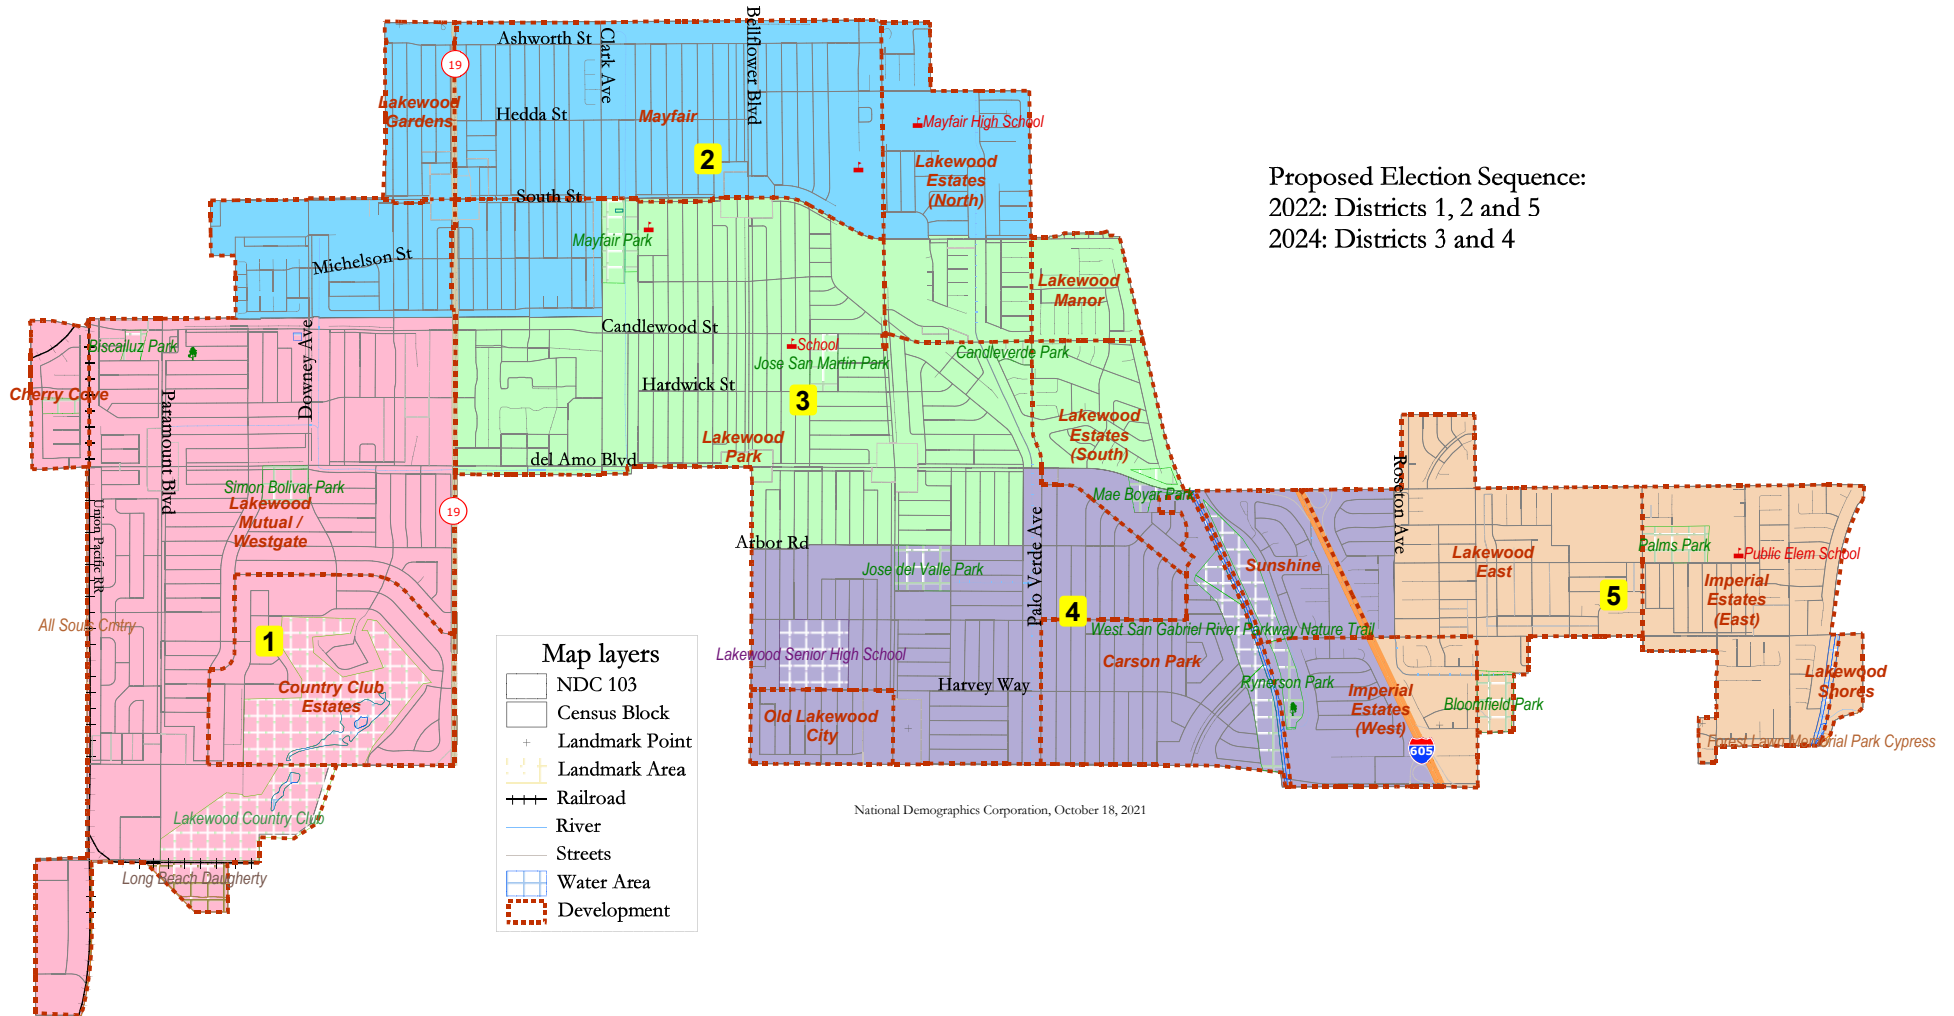 Bellflower Blvd
Ashworth St
Clark Ave
19
Lakewood
Gardens
Hedda St
Mayfair
Mayfair High School
2
Lakewood
Estates
(North)
Proposed Election Sequence:
2022: Districts 1, 2 and 5
2024: Districts 3 and 4
South St
Mayfair Park
Michelson St
Lakewood
Manor
Candlewood St
Biscailuz Park
Downey Ave
School
Jose San Martin Park
Candleverde Park
Cherry Cove
Paramount Blvd
Hardwick St
3
Lakewood
Park
Lakewood
Estates
(South)
del Amo Blvd
Roseton Ave
Simon Bolivar Park
Lakewood
Mutual /
Westgate
19
Union Pacific RR
Mae Boyar Park
Arbor Rd
Palo Verde Ave
Jose del Valle Park
Sunshine
Lakewood
East
Palms Park
Public Elem School
Imperial
Estates
(East)
5
4
All Souls Cmtry
1
West San Gabriel River Parkway Nature Trail
Lakewood Senior High School
Carson Park
Country Club
Estates
Harvey Way
Rynerson Park
Imperial
Estates
(West)
Bloomfield Park
Lakewood
Shores
Old Lakewood
City
605
Forest Lawn Memorial Park Cypress
Lakewood Country Club
Long Beach Daugherty
Map layers
NDC 103
Census Block
Landmark Point
Landmark Area
Railroad
River
Streets
Water Area
Development
National Demographics Corporation, October 18, 2021